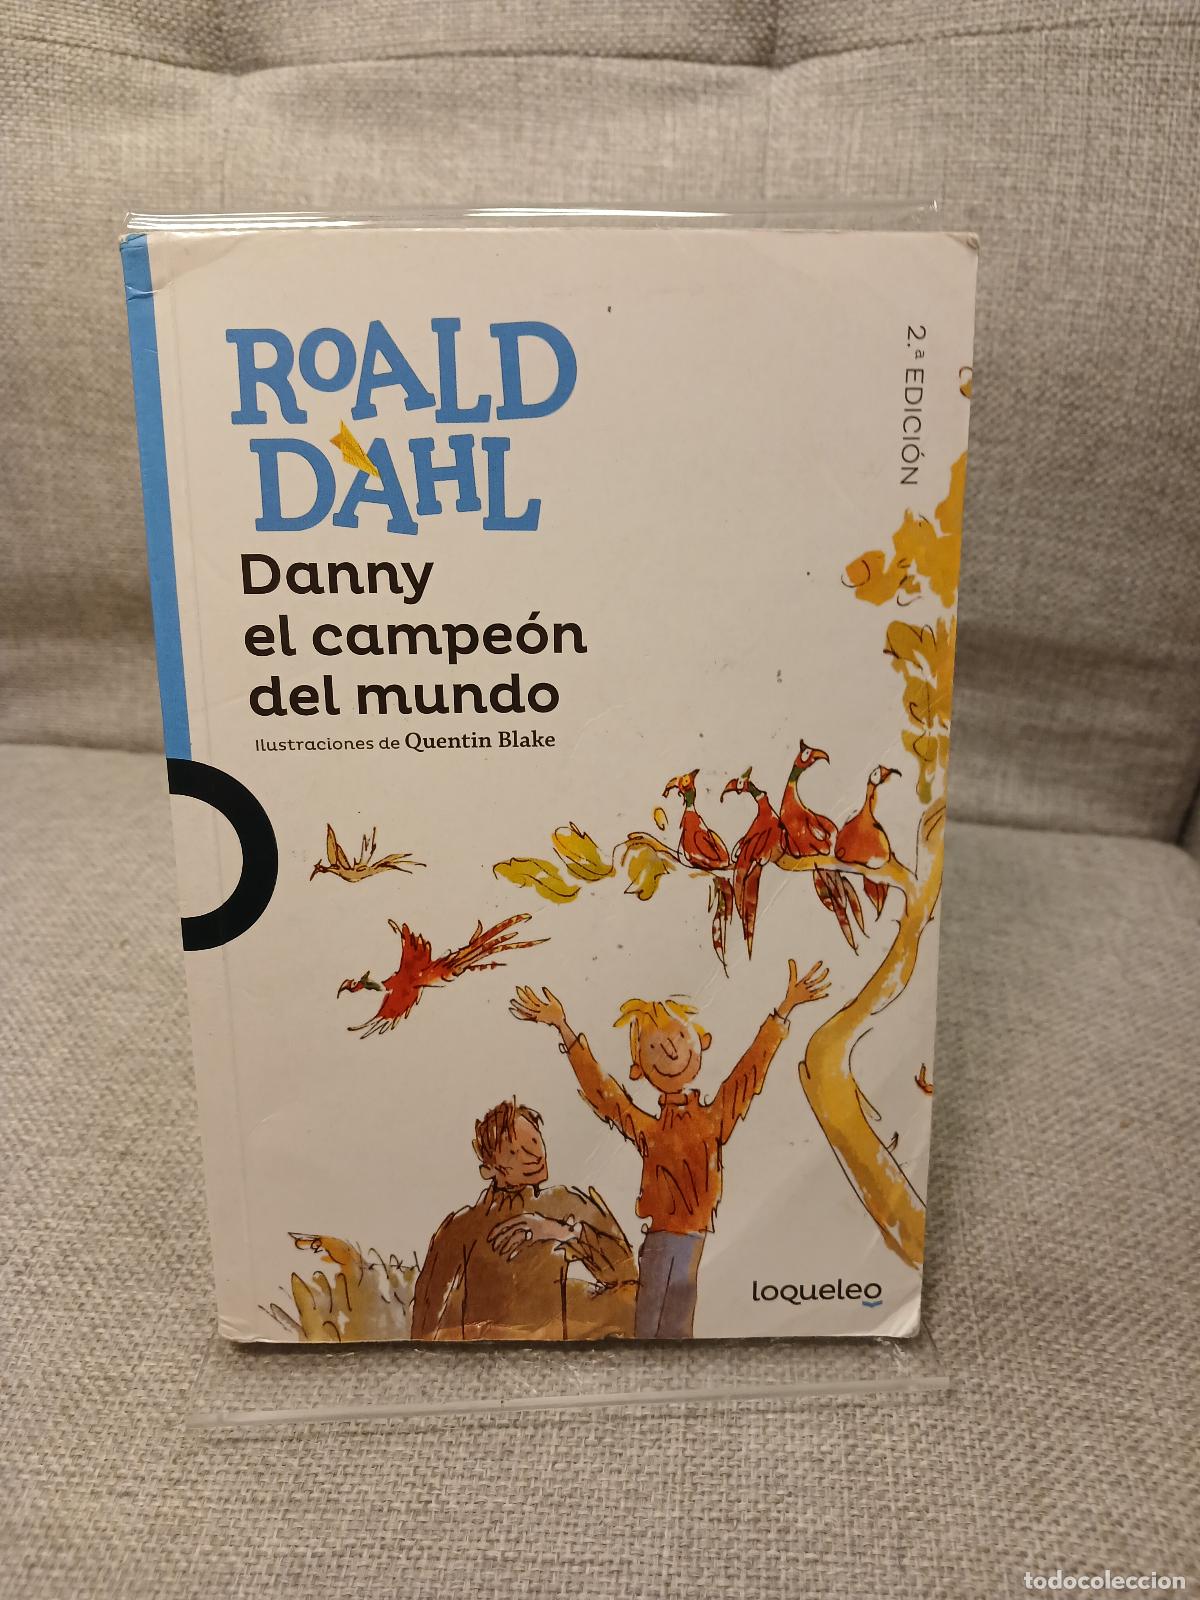 ROALD
DAHL
Danny
el campeón
del mundo
Ilustraciones de Quentin Blake
2.ª EDICIÓN
loqueleo
todocoleccion